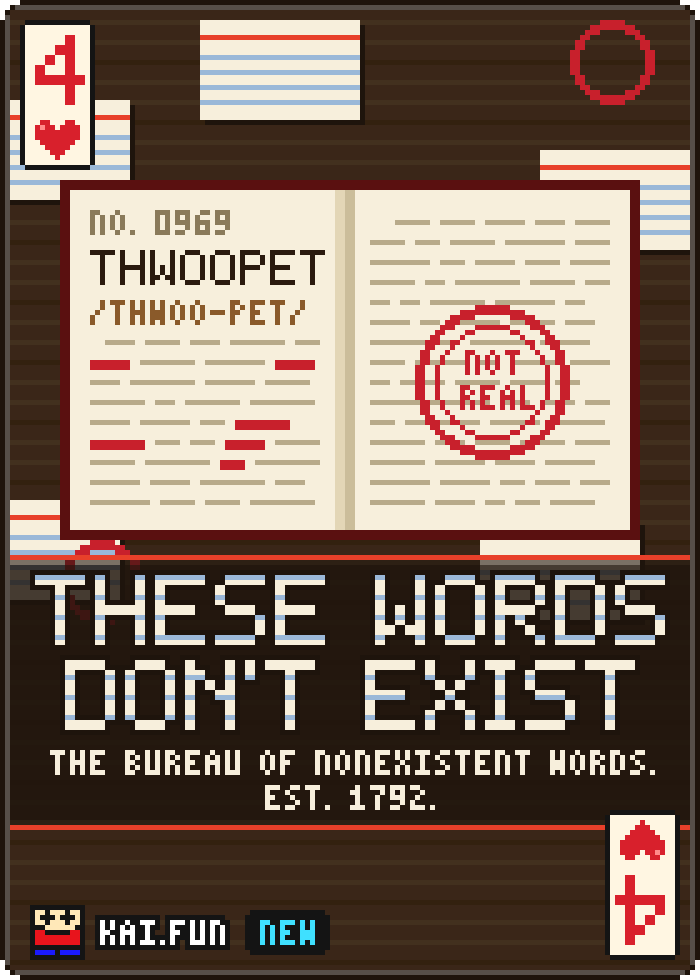 4
NO. 0969
THWOOPET
/THWOO-PET/
NOT
REAL
THESE WORDS
DON'T EXIST
THE BUREAU OF NONEXISTENT WORDS.
EST. 1792.
KAI.FUN
NEW
4